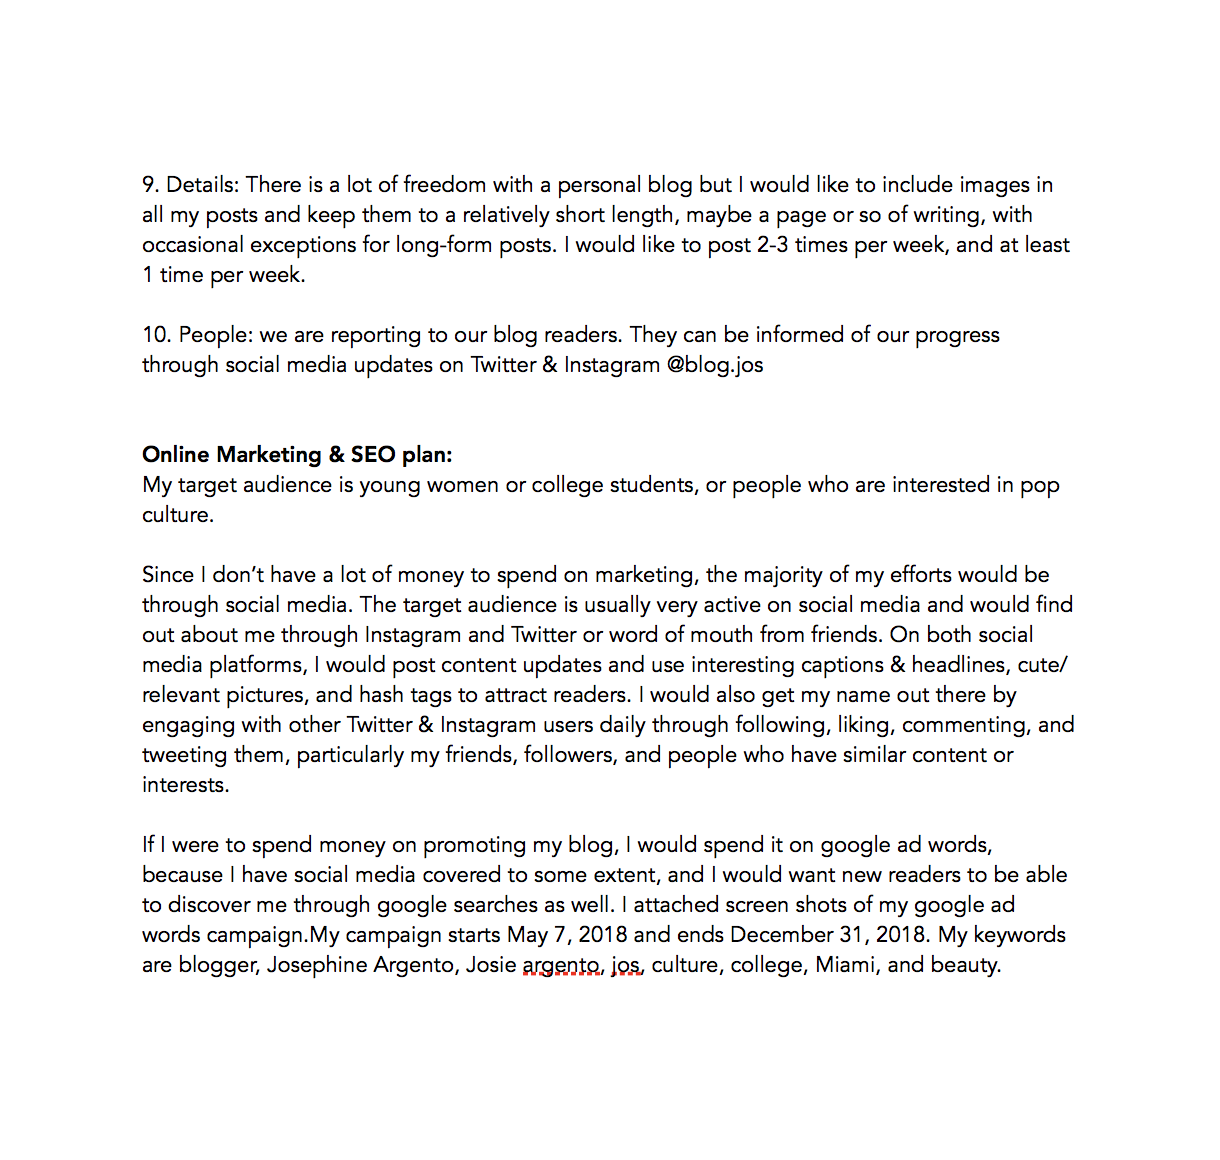 9. Details: There is a lot of freedom with a personal blog but I would like to include images in
all my posts and keep them to a relatively short length, maybe a page or so of writing, with
occasional exceptions for long-form posts. I would like to post 2-3 times per week, and at least
1 time per week.
10. People: we are reporting to our blog readers. They can be informed of our progress
through social media updates on Twitter & Instagram @blog.jos
Online Marketing & SEO plan:
My target audience is young women or college students, or people who are interested in pop
culture.
Since I don’t have a lot of money to spend on marketing, the majority of my efforts would be
through social media. The target audience is usually very active on social media and would find
out about me through Instagram and Twitter or word of mouth from friends. On both social
media platforms, I would post content updates and use interesting captions & headlines, cute/
relevant pictures, and hash tags to attract readers. I would also get my name out there by
engaging with other Twitter & Instagram users daily through following, liking, commenting, and
tweeting them, particularly my friends, followers, and people who have similar content or
interests.
If I were to spend money on promoting my blog, I would spend it on google ad words,
because I have social media covered to some extent, and I would want new readers to be able
to discover me through google searches as well. I attached screen shots of my google ad
words campaign.My campaign starts May 7, 2018 and ends December 31, 2018. My keywords
are blogger, Josephine Argento, Josie argento, jos, culture, college, Miami, and beauty.